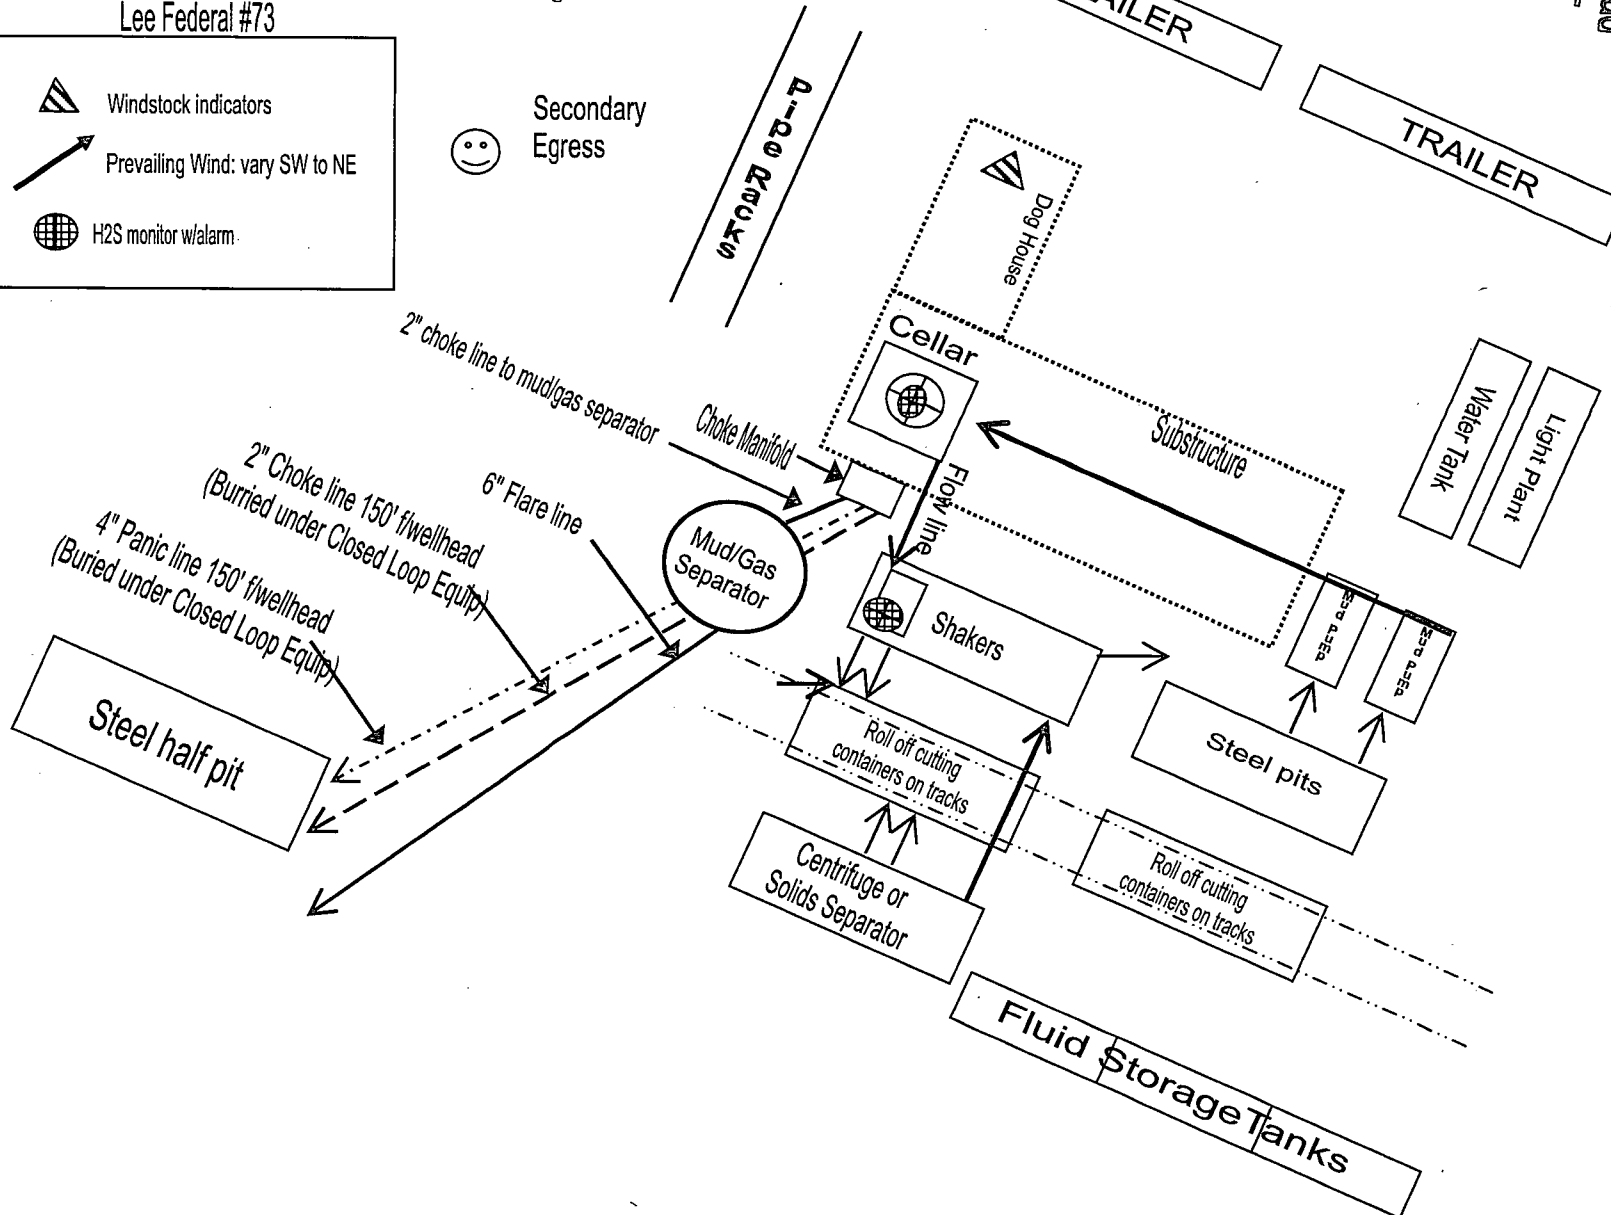 Lee Federal #73
Windstock indicators
Prevailing Wind: vary SW to NE
H2S monitor w/alarm
Secondary
Egress
Pipe Racks
TRAILER
Dog House
Cellar
Substructure
Water Tank
Light Plant
2" choke line to mud/gas separator
Choke Manifold
Flow line
6" Flare line
2" Choke line 150' f/wellhead
(Burried under Closed Loop Equip)
4" Panic line 150' f/wellhead
(Buried under Closed Loop Equip)
Mud/Gas
Separator
Steel half pit
Shakers
Mud Pump
Mud Pump
Steel pits
Roll off cutting
containers on tracks
Roll off cutting
containers on tracks
Centrifuge or
Solids Separator
Fluid Storage Tanks